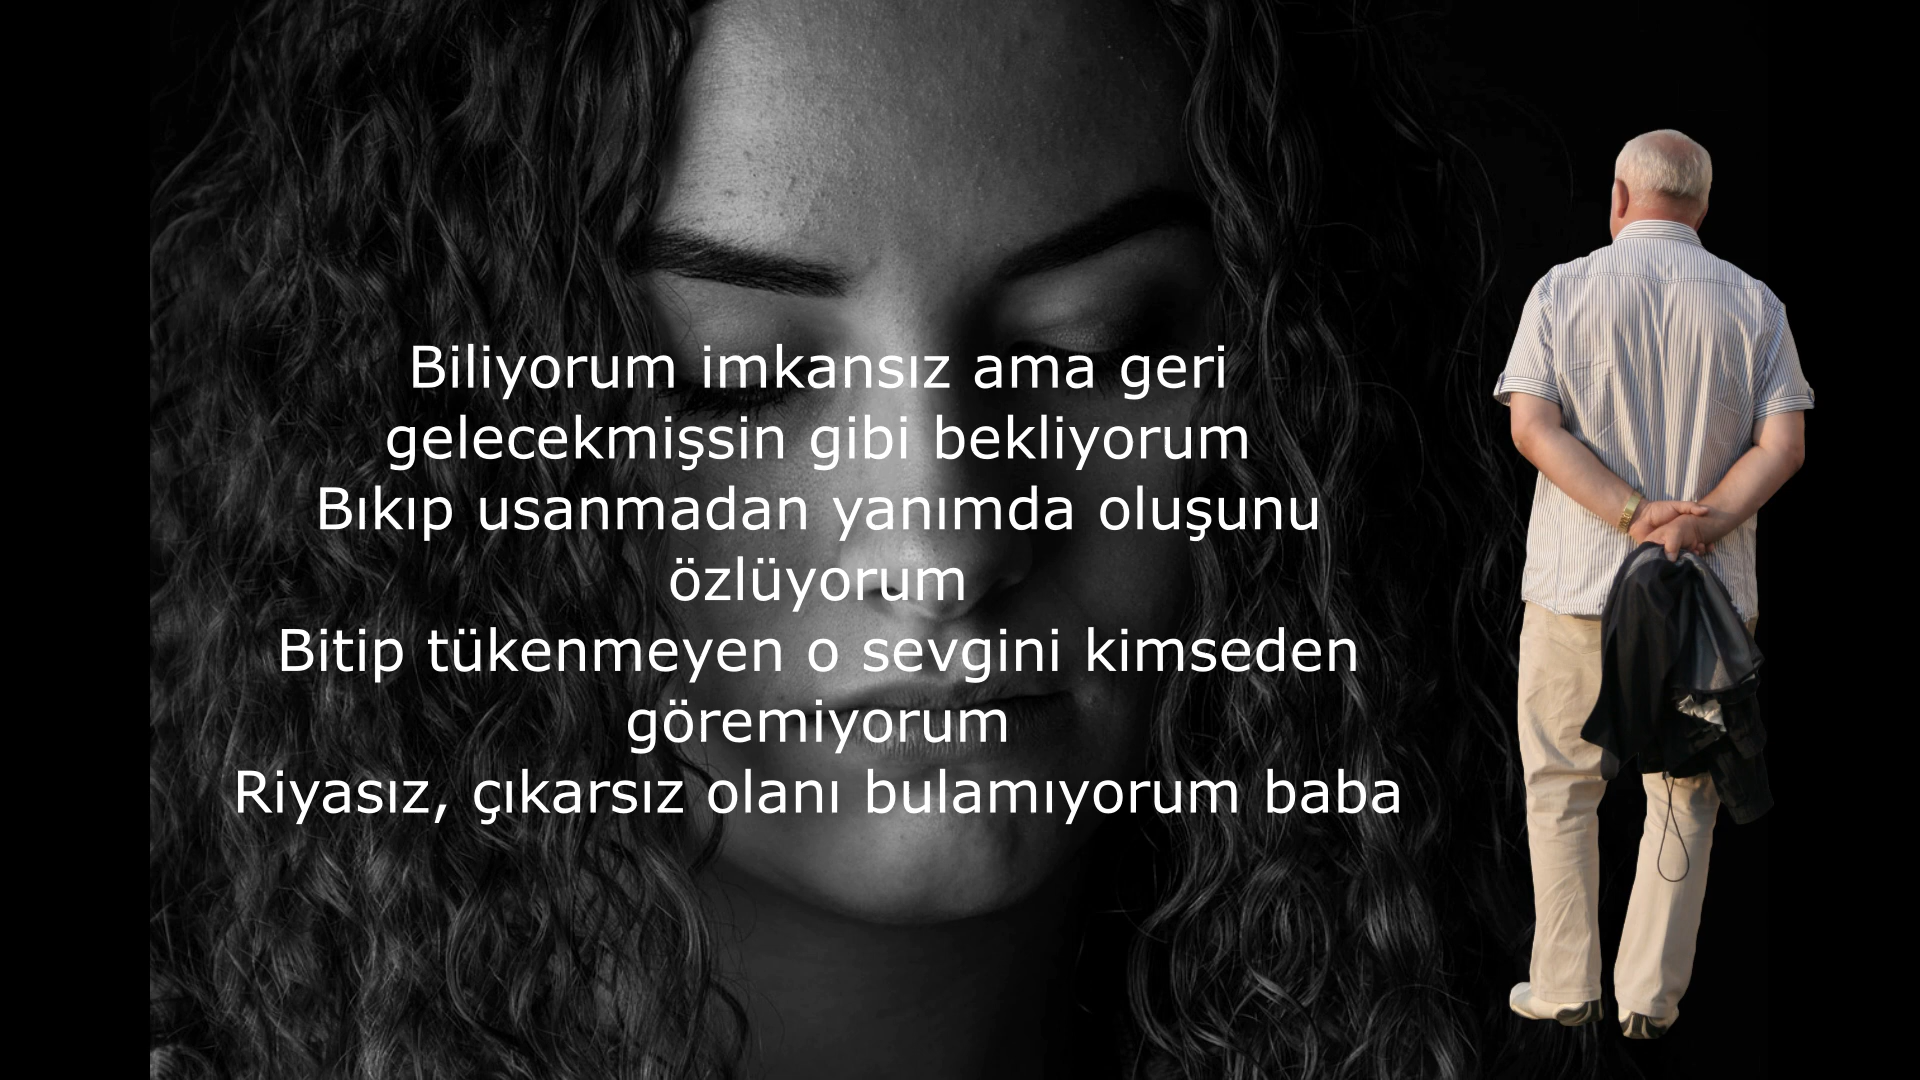 Biliyorum imkansız ama geri
gelecekmişsin gibi bekliyorum
Bıkıp usanmadan yanımda oluşunu
özlüyorum
Bitip tükenmeyen o sevgini kimseden
göremiyorum
Riyasız, çıkarsız olanı bulamıyorum baba